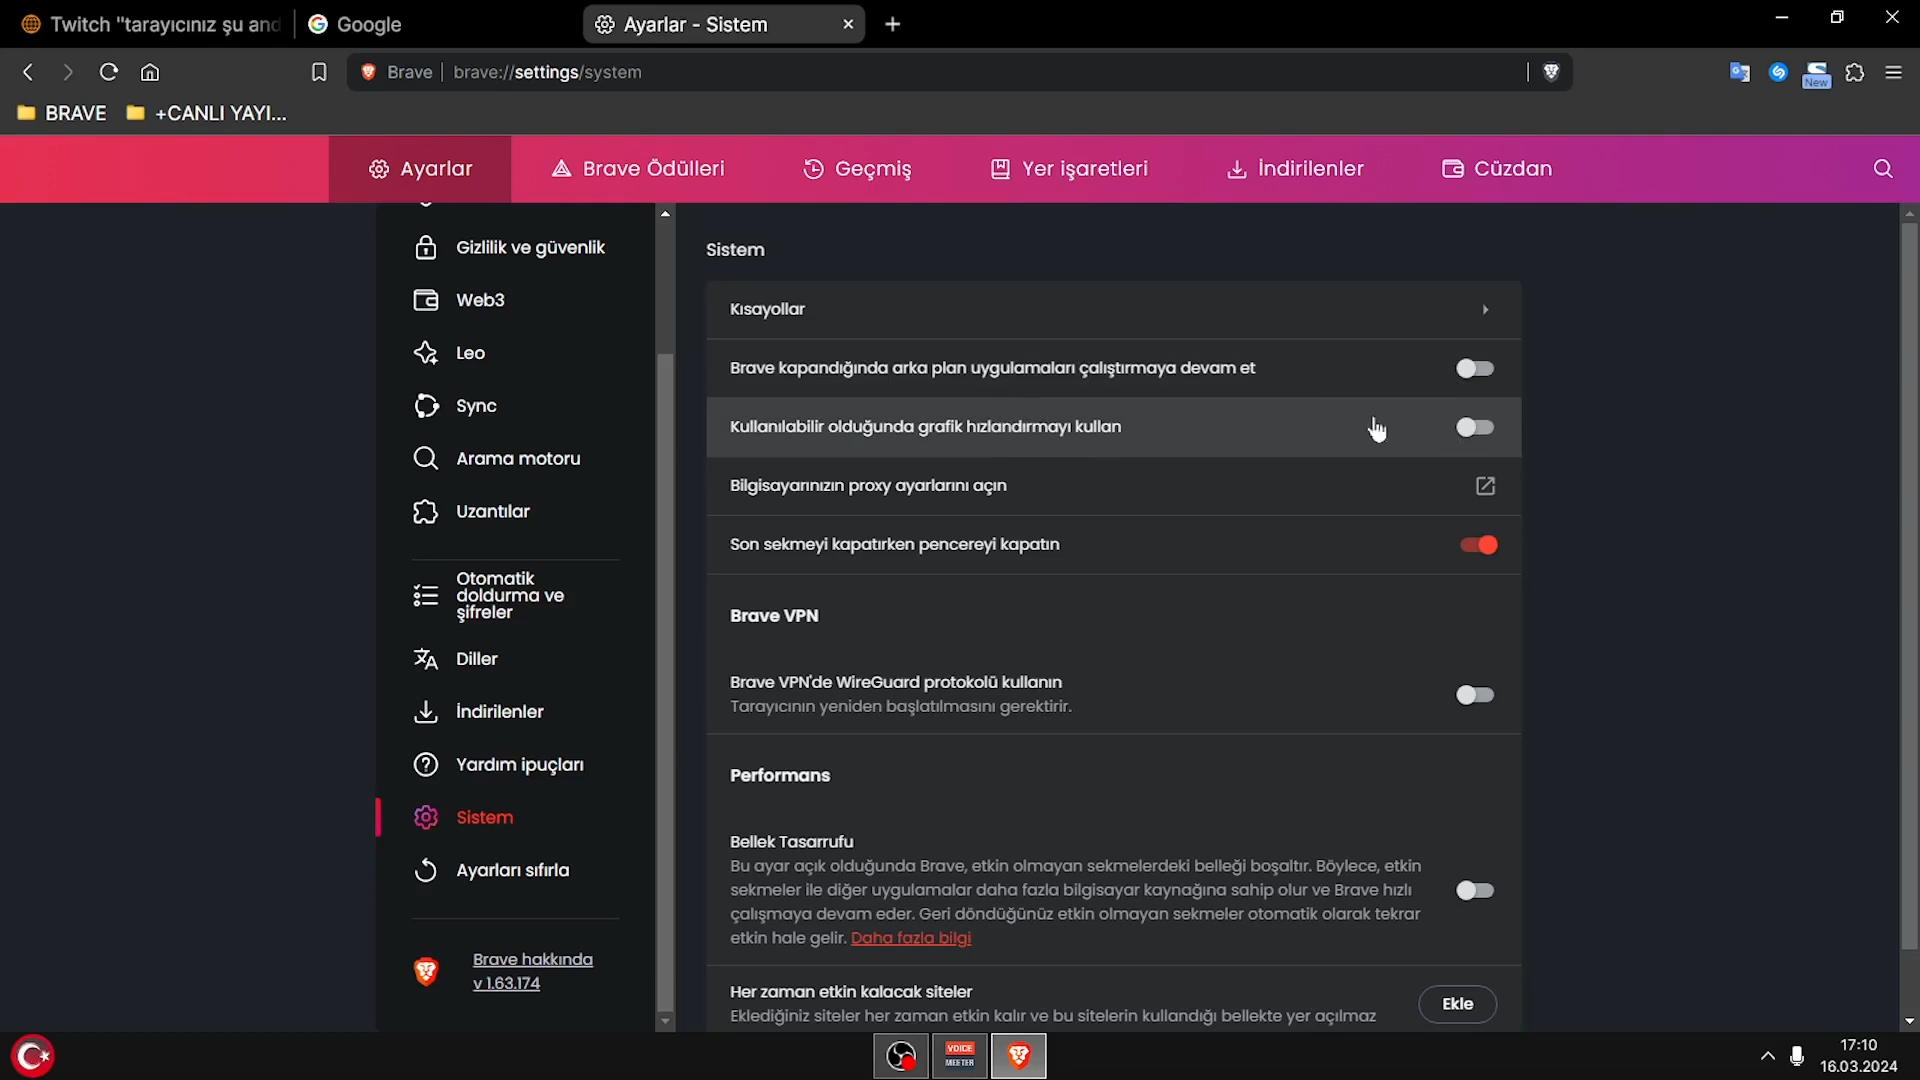 Twitch "tarayıcınız şu and
Google
Ayarlar - Sistem
Brave
brave://settings/system
New
BRAVE
+CANLI YAYI...
Ayarlar
Brave Ödülleri
Geçmiş
Yer işaretleri
İndirilenler
Cüzdan
Gizlilik ve güvenlik
Web3
Leo
Sync
Arama motoru
Uzantılar
Otomatik
doldurma ve
şifreler
Diller
İndirilenler
Yardım ipuçları
Sistem
Ayarları sıfırla
Brave hakkında
v 1.63.174
Sistem
Kısayollar
Brave kapandığında arka plan uygulamaları çalıştırmaya devam et
Kullanılabilir olduğunda grafik hızlandırmayı kullan
Bilgisayarınızın proxy ayarlarını açın
Son sekmeyi kapatırken pencereyi kapatın
Brave VPN
Brave VPN'de WireGuard protokolü kullanın
Tarayıcının yeniden başlatılmasını gerektirir.
Performans
Bellek Tasarrufu
Bu ayar açık olduğunda Brave, etkin olmayan sekmelerdeki belleği boşaltır. Böylece, etkin
sekmeler ile diğer uygulamalar daha fazla bilgisayar kaynağına sahip olur ve Brave hızlı
çalışmaya devam eder. Geri döndüğünüz etkin olmayan sekmeler otomatik olarak tekrar
etkin hale gelir. Daha fazla bilgi
Her zaman etkin kalacak siteler
Eklediğiniz siteler her zaman etkin kalır ve bu sitelerin kullandığı bellekte yer açılmaz
Ekle
VOICE
MEETER
17:10
16.03.2024